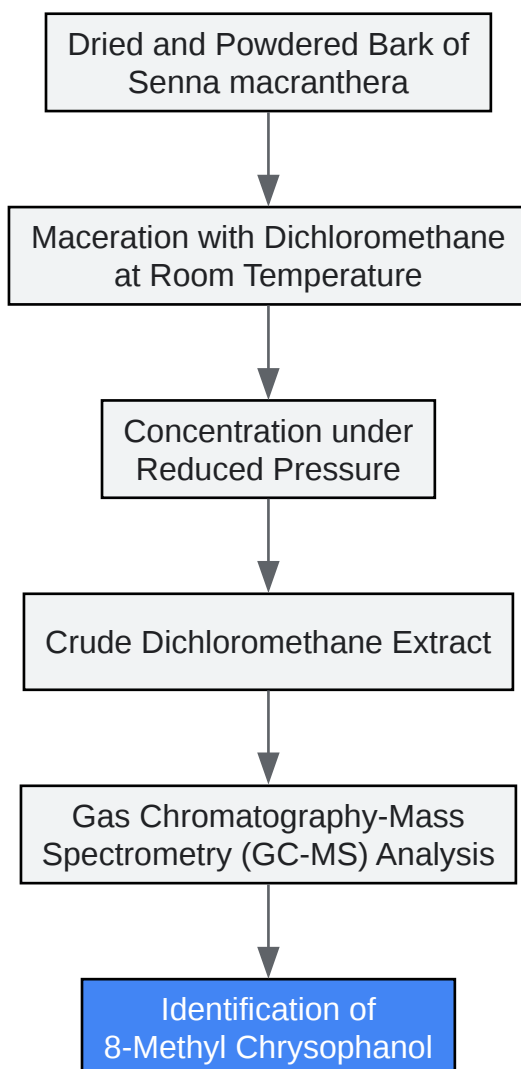 Dried and Powdered Bark of
Senna macranthera
Maceration with Dichloromethane
at Room Temperature
Concentration under
Reduced Pressure
Crude Dichloromethane Extract
Gas Chromatography-Mass
Spectrometry (GC-MS) Analysis
Identification of
8-Methyl Chrysophanol